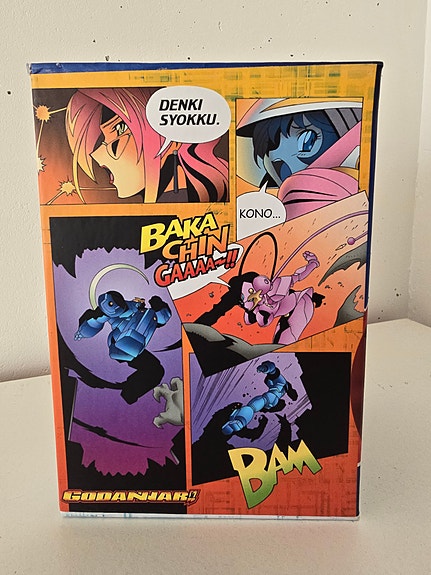 DENKI
SYOKKU.
KONO...
BAKA
CHIN
GAAAA~!!
BAM
GODANNAR!!